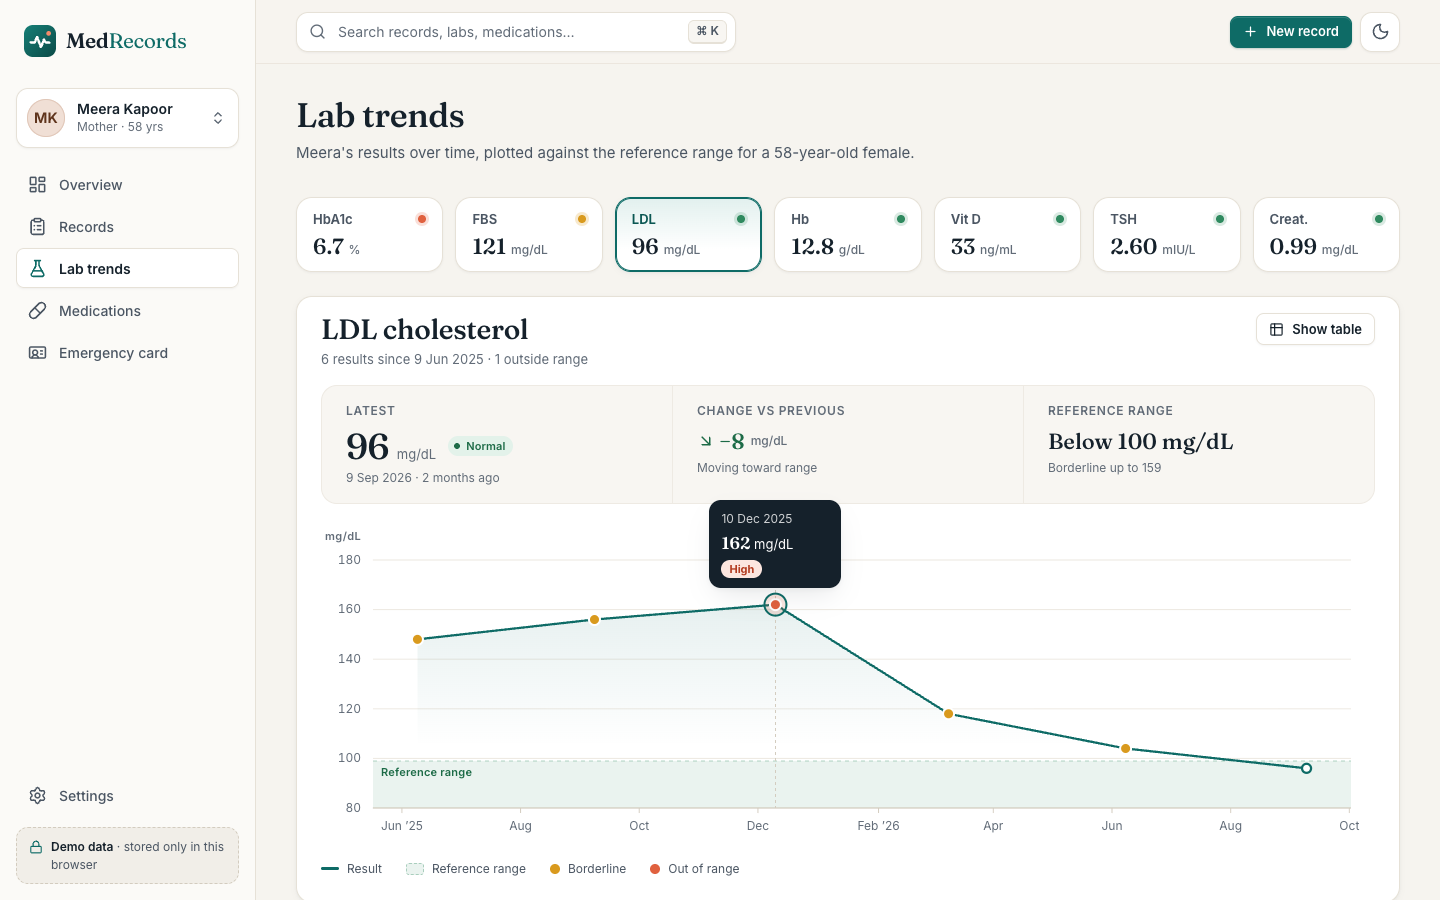 MedRecords
Search records, labs, medications...
⌘ K
New record
MK
Meera Kapoor
Mother · 58 yrs
Overview
Records
Lab trends
Medications
Emergency card
Settings
Demo data · stored only in this
browser
Lab trends
Meera's results over time, plotted against the reference range for a 58-year-old female.
HbA1c
6.7 %
FBS
121 mg/dL
LDL
96 mg/dL
Hb
12.8 g/dL
Vit D
33 ng/mL
TSH
2.60 mIU/L
Creat.
0.99 mg/dL
LDL cholesterol
6 results since 9 Jun 2025 · 1 outside range
Show table
LATEST
96 mg/dL
Normal
9 Sep 2026 · 2 months ago
CHANGE VS PREVIOUS
↘ −8 mg/dL
Moving toward range
REFERENCE RANGE
Below 100 mg/dL
Borderline up to 159
10 Dec 2025
162 mg/dL
High
mg/dL
180
160
140
120
100
80
Reference range
Jun ’25
Aug
Oct
Dec
Feb ’26
Apr
Jun
Aug
Oct
Result
Reference range
Borderline
Out of range